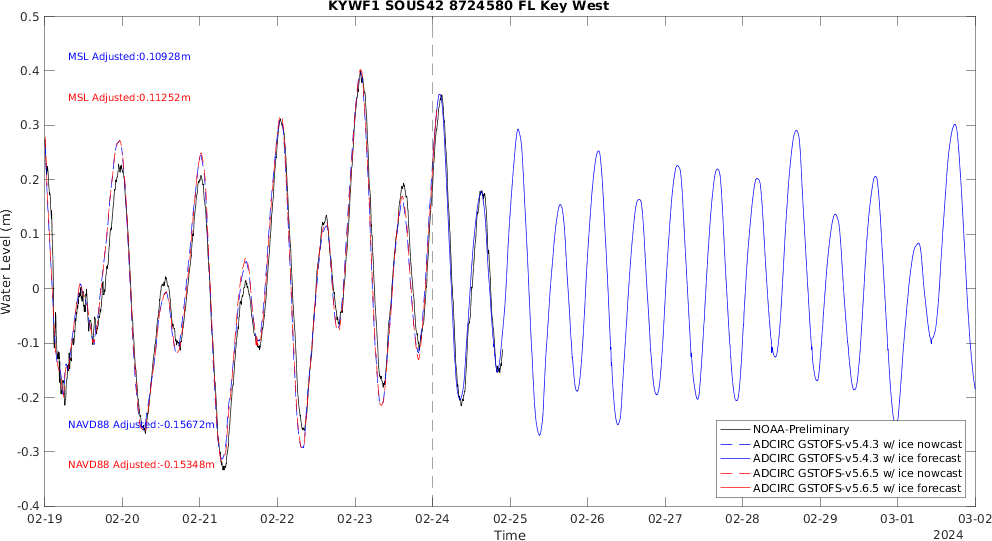 KYWF1 SOUS42 8724580 FL Key West
0.5
MSL Adjusted:0.10928m
0.4
MSL Adjusted:0.11252m
0.3
0.2
0.1
Water Level (m)
0
-0.1
-0.2
NAVD88 Adjusted:-0.15672m
NOAA-Preliminary
ADCIRC GSTOFS-v5.4.3 w/ ice nowcast
-0.3
ADCIRC GSTOFS-v5.4.3 w/ ice forecast
NAVD88 Adjusted:-0.15348m
ADCIRC GSTOFS-v5.6.5 w/ ice nowcast
ADCIRC GSTOFS-v5.6.5 w/ ice forecast
-0.4
02-19 02-20 02-21 02-22 02-23 02-24 02-25 02-26 02-27 02-28 02-29 03-01 03-02
Time
2024